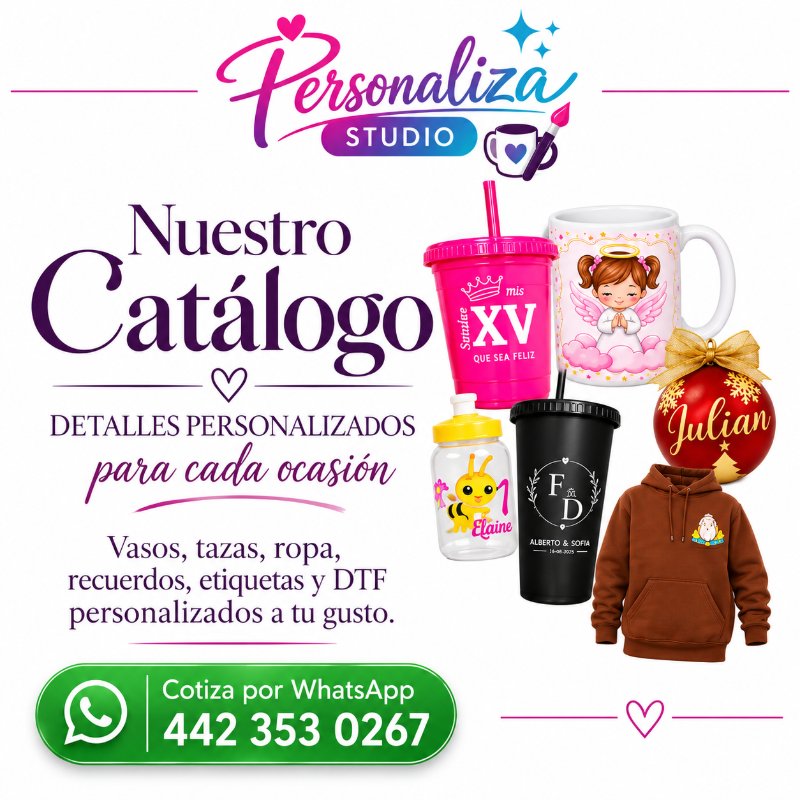 Personaliza
STUDIO
Nuestro
Catálogo
DETALLES PERSONALIZADOS
para cada ocasión
Vasos, tazas, ropa,
recuerdos, etiquetas y DTF
personalizados a tu gusto.
Cotiza por WhatsApp
442 353 0267
mis
XV
QUE SEA FELIZ
Julian
1
Elaine
F
D
ALBERTO & SOFIA